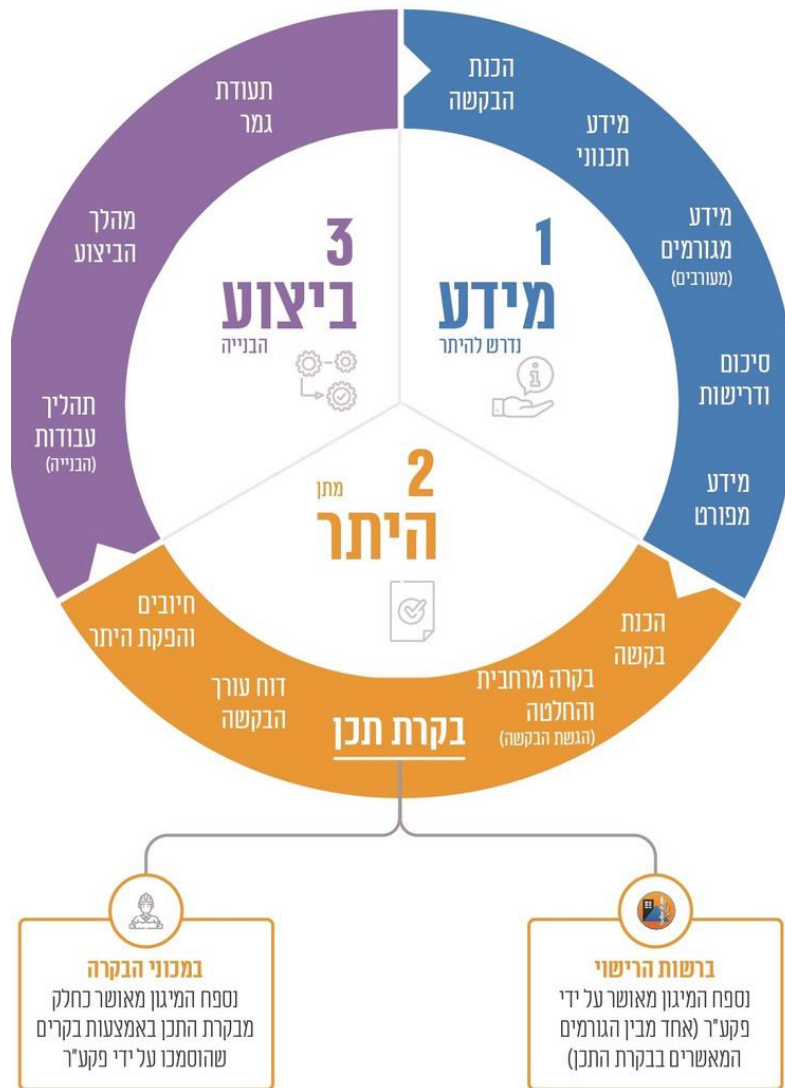 הכנת
הבקשה
מידע
תכנוני
מידע
מגורמים
(מעורבים)
סיכום
ודרישות
מידע
מפורט
1
מידע
נדרש להיתר
הכנת
בקשה
בקרה מרחבית
והחלטה
(הגשת הבקשה)
בקרת תכן
דוח עורך
הבקשה
חיובים
והפקת היתר
2
מתן
היתר
תהליך
עבודות
(הבנייה)
מהלך
הביצוע
תעודת
גמר
3
ביצוע
הבנייה
ברשות הרישוי
נספח המיגון מאושר על ידי
פקע"ר (אחד מבין הגורמים
המאשרים בבקרת התכן)
במכוני הבקרה
נספח המיגון מאושר כחלק
מבקרת התכן באמצעות בקרים
שהוסמכו על ידי פקע"ר